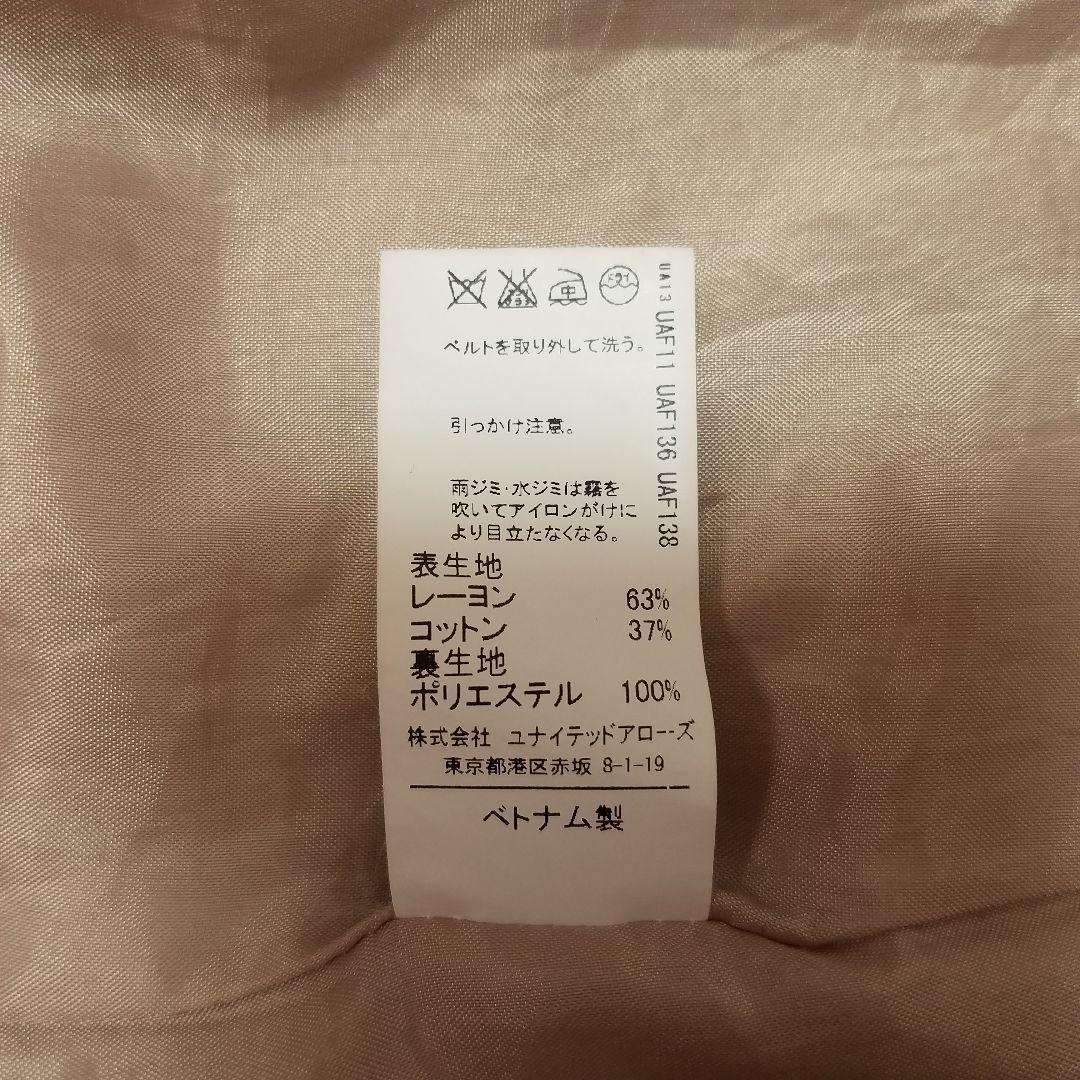 中
ドライ
ベルトを取り外して洗う。
引っかけ注意。
雨ジミ・水ジミは霧を
吹いてアイロンがけに
より目立たなくなる。
表生地
レーヨン 63%
コットン 37%
裏生地
ポリエステル 100%
株式会社 ユナイテッドアローズ
東京都港区赤坂 8-1-19
ベトナム製
UA13 UAF11 UAF136 UAF138